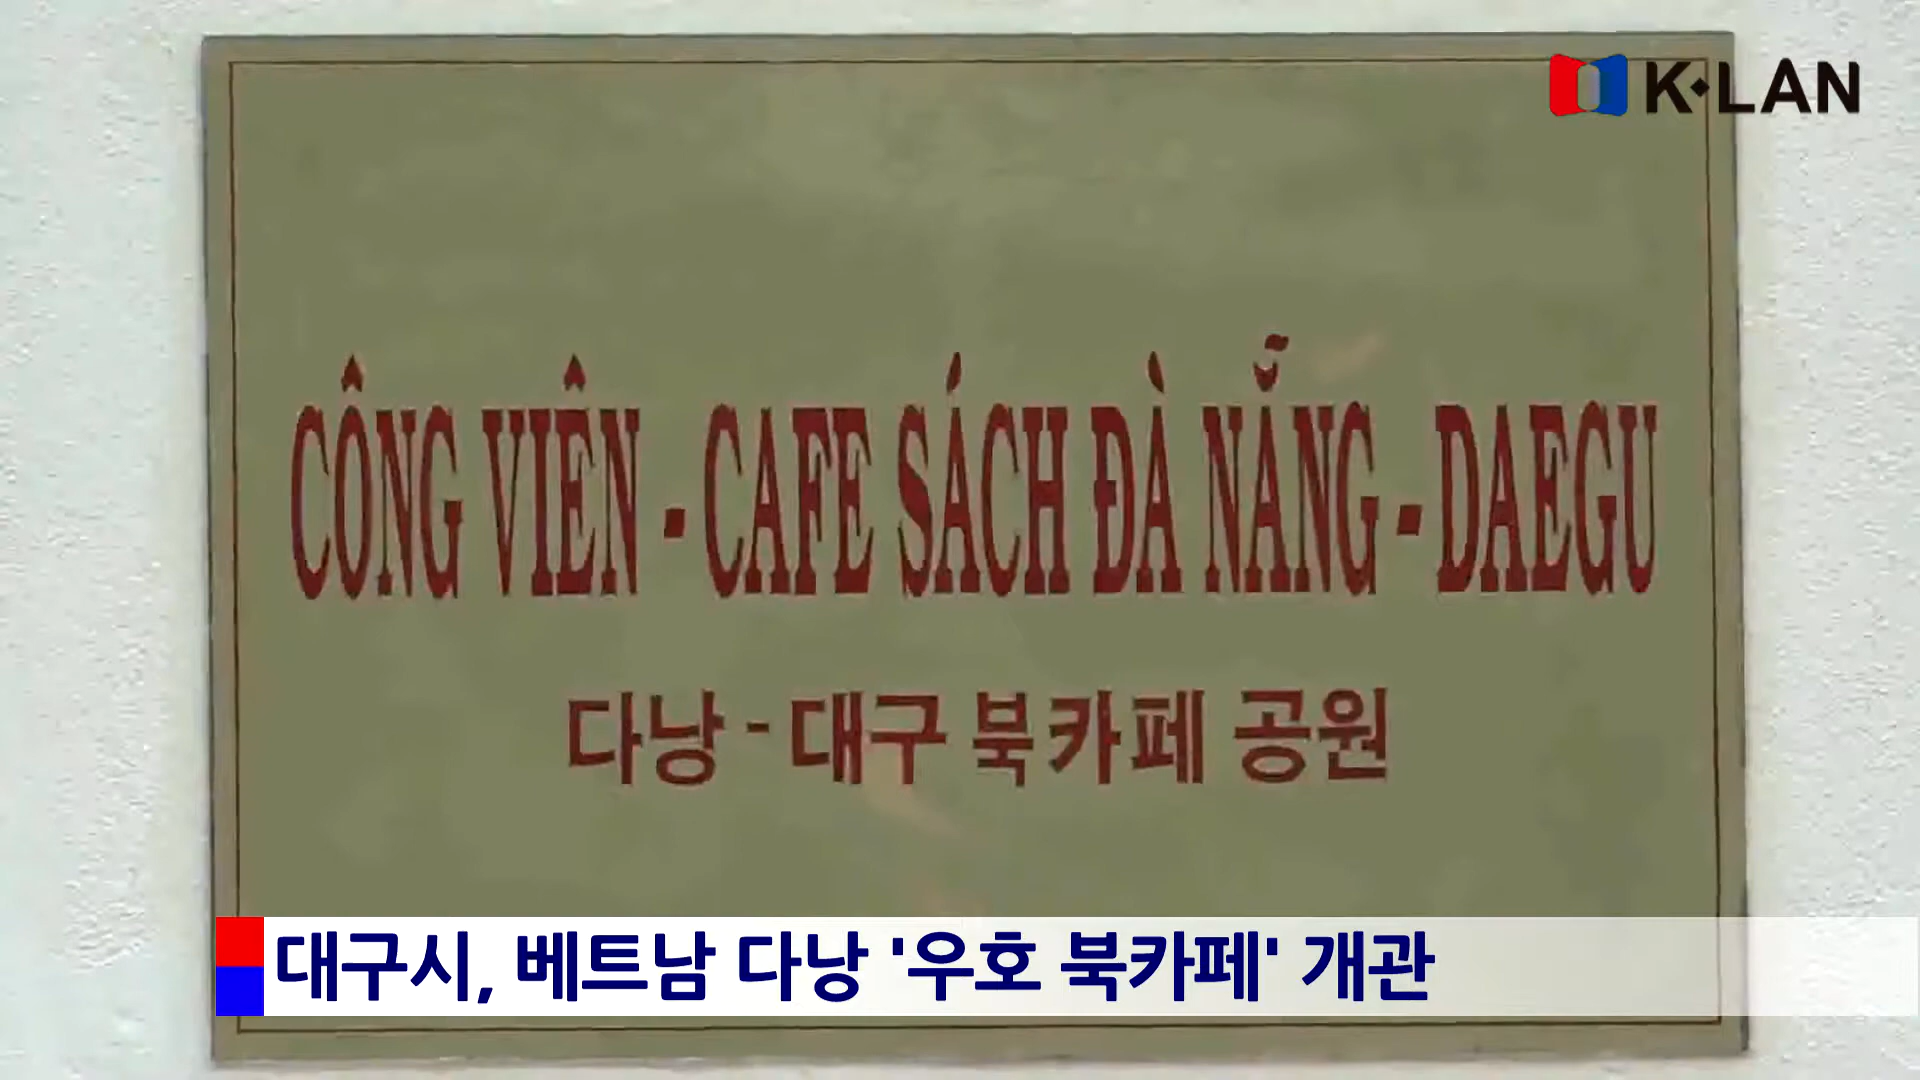 K·LAN
CÔNG VIÊN - CAFE SÁCH ĐÀ NẴNG - DAEGU
다낭 - 대구 북카페 공원
대구시, 베트남 다낭 '우호 북카페' 개관